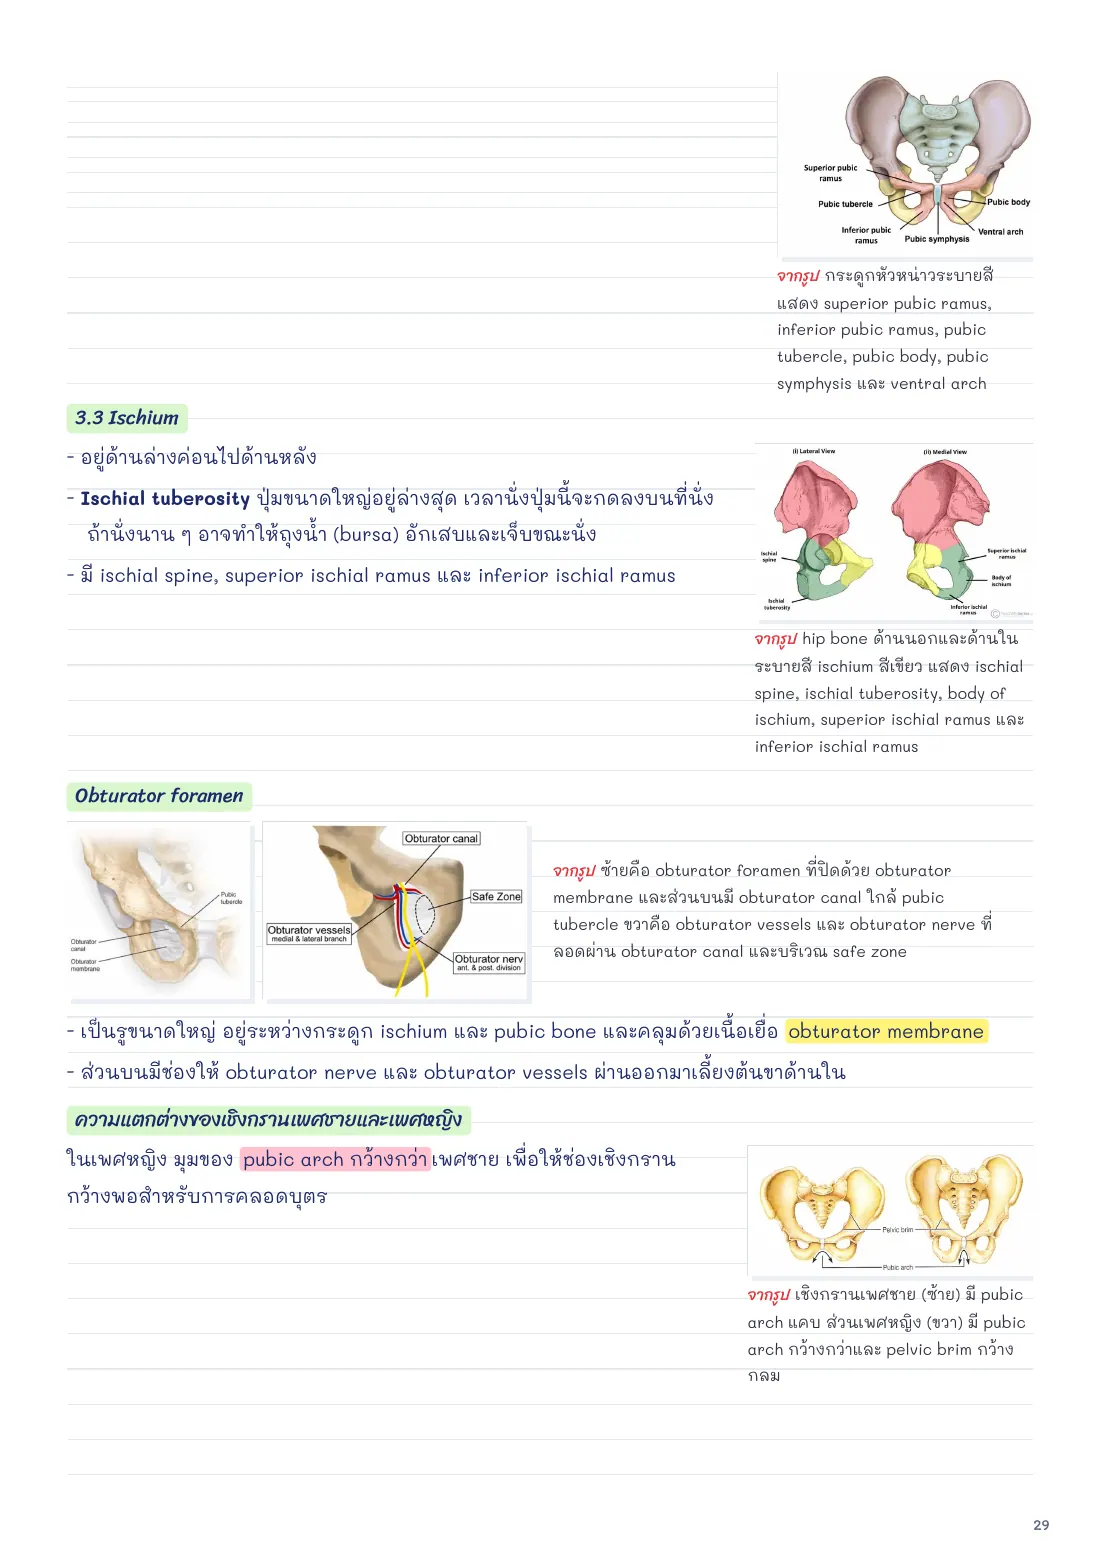 Superior pubic
ramus
Pubic tubercle
Pubic body
Inferior pubic
ramus
Pubic symphysis
Ventral arch
จากรูป กระดูกหัวหน่าวระบายสี
แสดง superior pubic ramus,
inferior pubic ramus, pubic
tubercle, pubic body, pubic
symphysis และ ventral arch
3.3 Ischium
- อยู่ด้านล่างค่อนไปด้านหลัง
- Ischial tuberosity ปุ่มขนาดใหญ่อยู่ล่างสุด เวลานั่งปุ่มนี้จะกดลงบนที่นั่ง
ถ้านั่งนาน ๆ อาจทำให้ถุงน้ำ (bursa) อักเสบและเจ็บขณะนั่ง
- มี ischial spine, superior ischial ramus และ inferior ischial ramus
(i) Lateral View
(ii) Medial View
Ischial
spine
Superior ischial
ramus
Body of
ischium
Ischial
tuberosity
Inferior ischial
ramus
จากรูป hip bone ด้านนอกและด้านใน
ระบายสี ischium สีเขียว แสดง ischial
spine, ischial tuberosity, body of
ischium, superior ischial ramus และ
inferior ischial ramus
Obturator foramen
Pubic
tubercle
Obturator
canal
Obturator
membrane
Obturator canal
Safe Zone
Obturator vessels
medial & lateral branch
Obturator nerv
ant. & post. division
จากรูป ซ้ายคือ obturator foramen ที่ปิดด้วย obturator
membrane และส่วนบนมี obturator canal ใกล้ pubic
tubercle ขวาคือ obturator vessels และ obturator nerve ที่
ลอดผ่าน obturator canal และบริเวณ safe zone
- เป็นรูขนาดใหญ่ อยู่ระหว่างกระดูก ischium และ pubic bone และคลุมด้วยเนื้อเยื่อ obturator membrane
- ส่วนบนมีช่องให้ obturator nerve และ obturator vessels ผ่านออกมาเลี้ยงต้นขาด้านใน
ความแตกต่างของเชิงกรานเพศชายและเพศหญิง
ในเพศหญิง มุมของ pubic arch กว้างกว่า เพศชาย เพื่อให้ช่องเชิงกราน
กว้างพอสำหรับการคลอดบุตร
Pelvic brim
Pubic arch
จากรูป เชิงกรานเพศชาย (ซ้าย) มี pubic
arch แคบ ส่วนเพศหญิง (ขวา) มี pubic
arch กว้างกว่าและ pelvic brim กว้าง
กลม
29